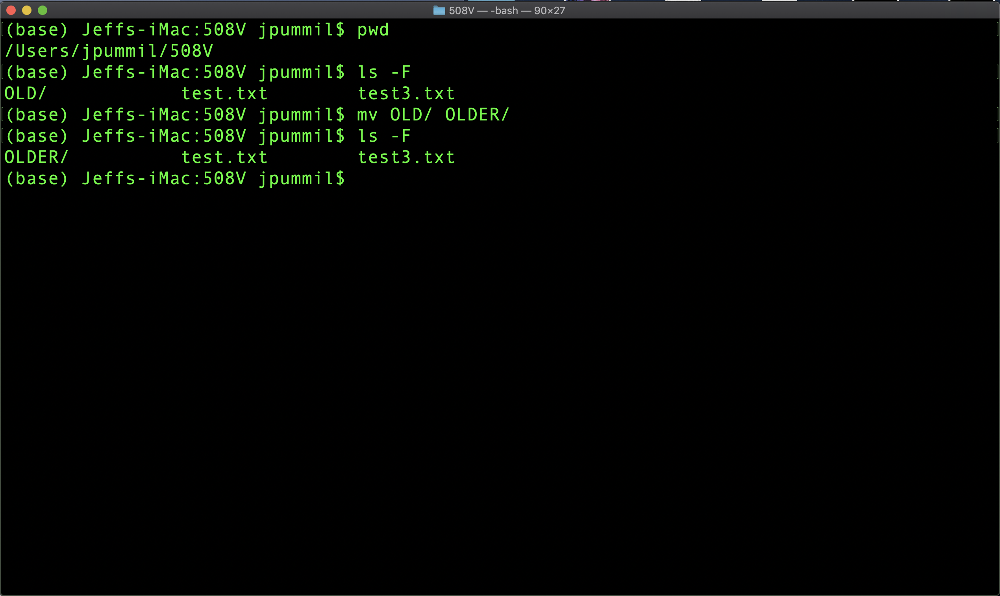 508V — -bash — 90×27
(base) Jeffs-iMac:508V jpummil$ pwd
/Users/jpummil/508V
(base) Jeffs-iMac:508V jpummil$ ls -F
OLD/ test.txt test3.txt
(base) Jeffs-iMac:508V jpummil$ mv OLD/ OLDER/
(base) Jeffs-iMac:508V jpummil$ ls -F
OLDER/ test.txt test3.txt
(base) Jeffs-iMac:508V jpummil$